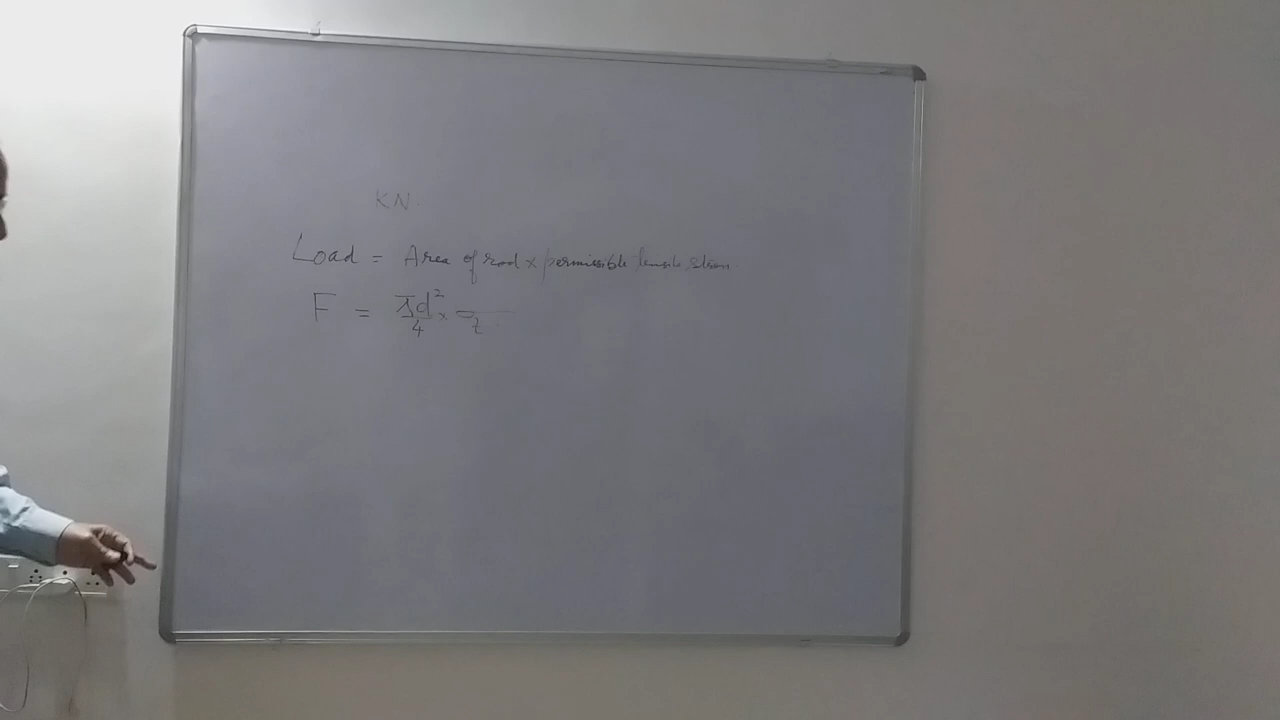 KN.
Load = Area of rod × permissible tensile stress
F = πd²/4 × σt